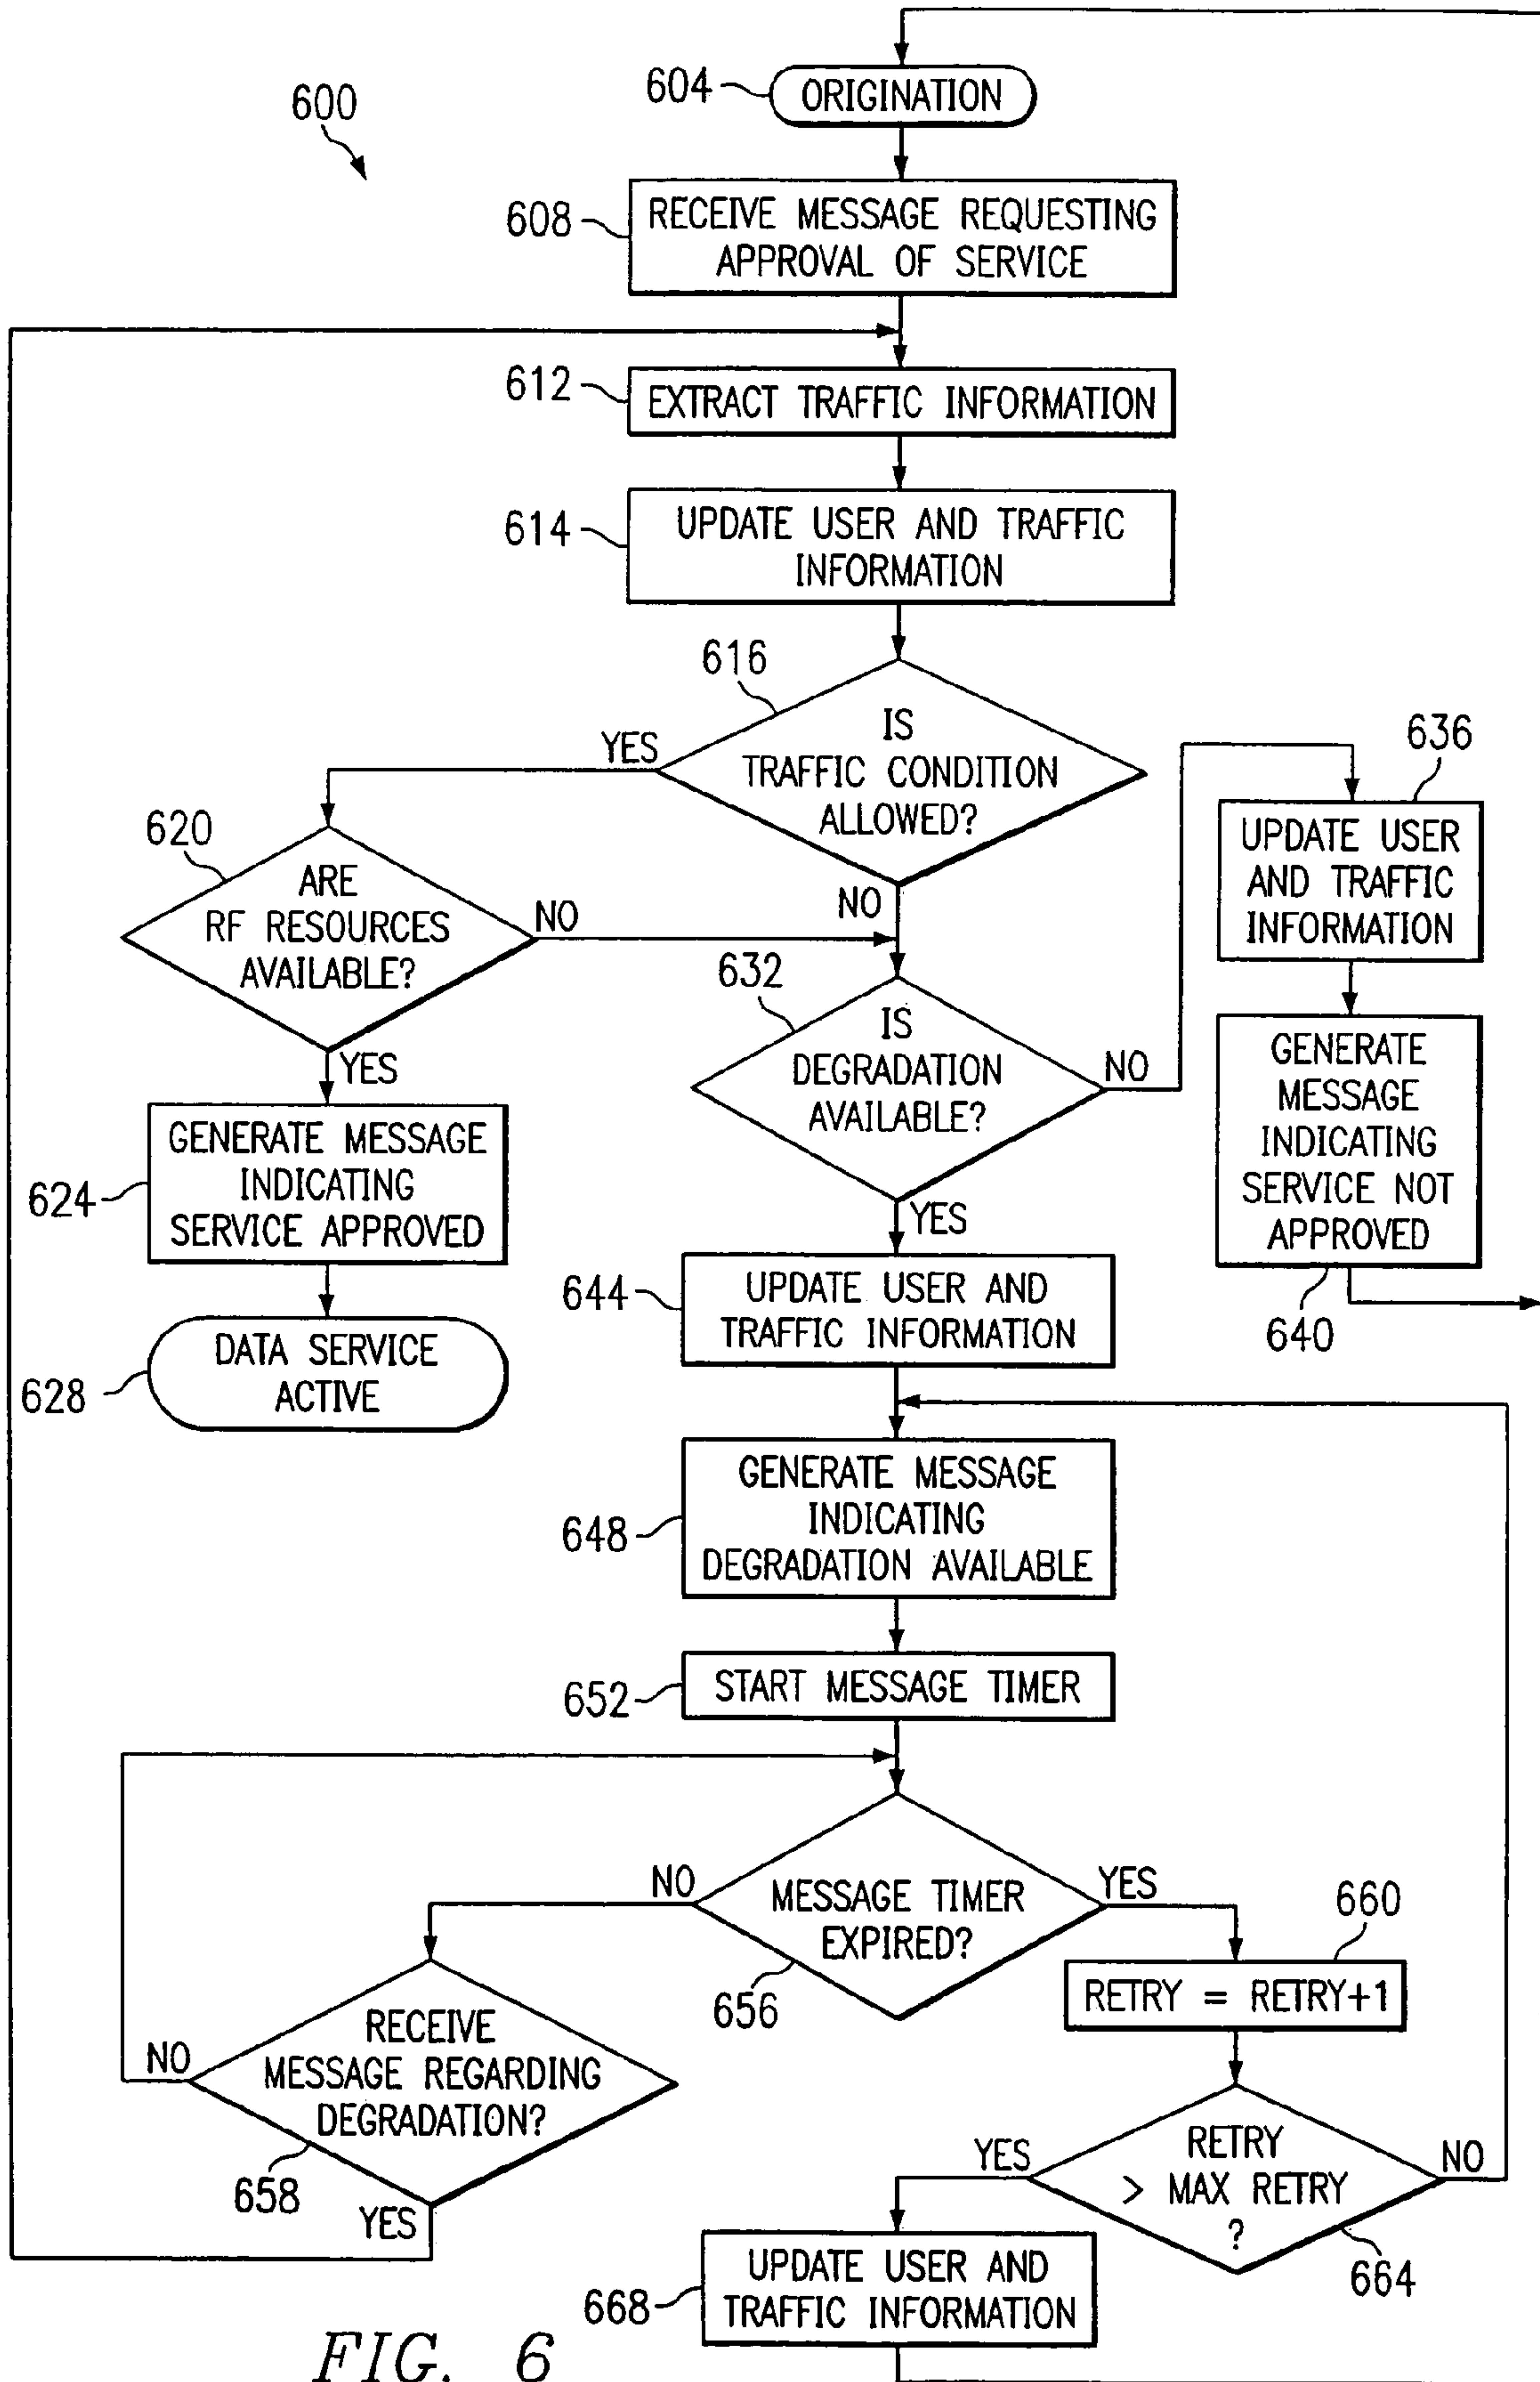 600
604
ORIGINATION
608
RECEIVE MESSAGE REQUESTING
APPROVAL OF SERVICE
612
EXTRACT TRAFFIC INFORMATION
614
UPDATE USER AND TRAFFIC
INFORMATION
616
IS
TRAFFIC CONDITION
ALLOWED?
YES
NO
620
ARE
RF RESOURCES
AVAILABLE?
NO
YES
624
GENERATE MESSAGE
INDICATING
SERVICE APPROVED
628
DATA SERVICE
ACTIVE
632
IS
DEGRADATION
AVAILABLE?
NO
YES
636
UPDATE USER
AND TRAFFIC
INFORMATION
GENERATE
MESSAGE
INDICATING
SERVICE NOT
APPROVED
640
644
UPDATE USER AND
TRAFFIC INFORMATION
648
GENERATE MESSAGE
INDICATING
DEGRADATION AVAILABLE
652
START MESSAGE TIMER
NO
MESSAGE TIMER
EXPIRED?
YES
656
660
RETRY = RETRY+1
RECEIVE
MESSAGE REGARDING
DEGRADATION?
NO
658
YES
RETRY
> MAX RETRY
?
YES
NO
664
668
UPDATE USER AND
TRAFFIC INFORMATION
FIG. 6